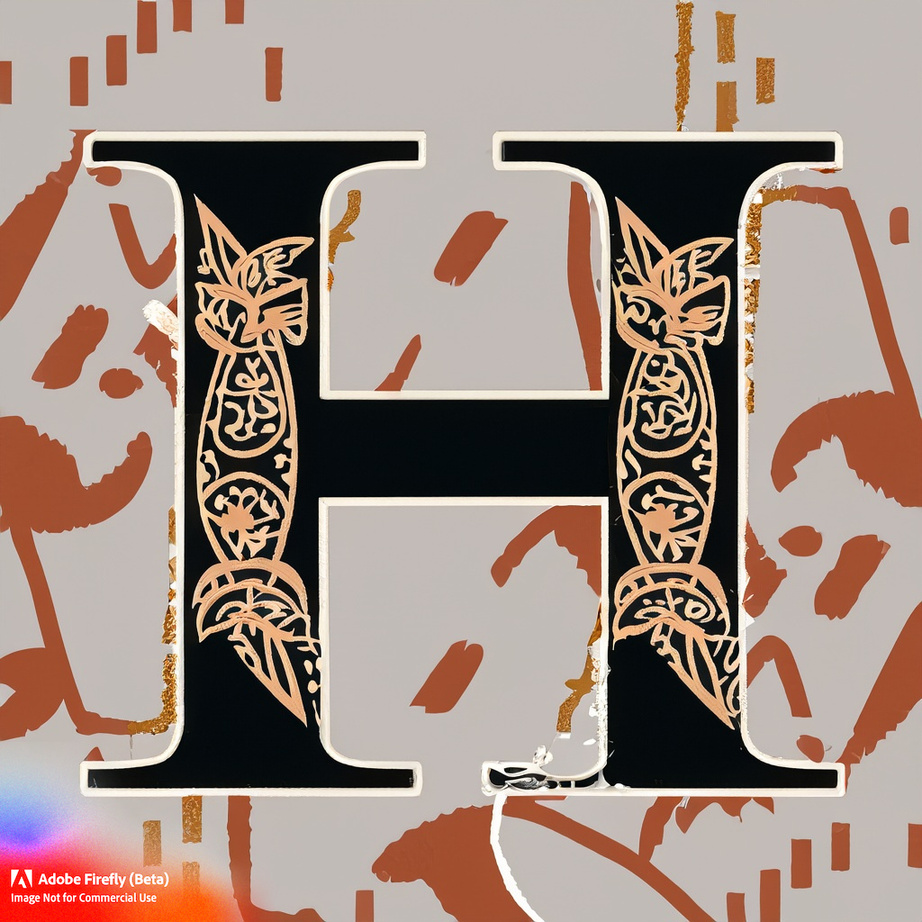 H
Adobe Firefly (Beta)
Image Not for Commercial Use